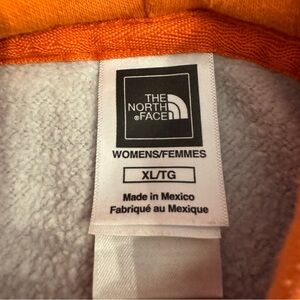 THE
NORTH
®FACE
WOMENS/FEMMES
XL/TG
Made in Mexico
Fabriqué au Mexique